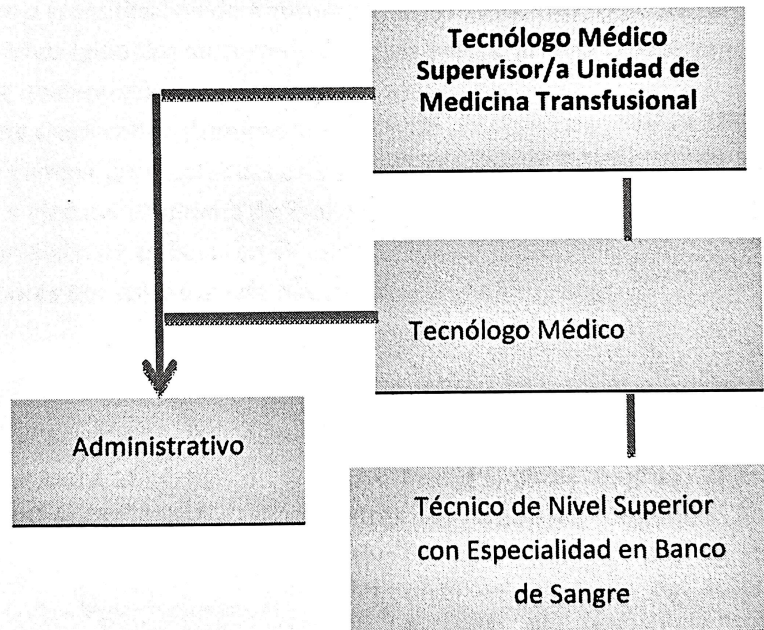 Tecnólogo Médico
Supervisor/a Unidad de
Medicina Transfusional
Tecnólogo Médico
Administrativo
Técnico de Nivel Superior
con Especialidad en Banco
de Sangre